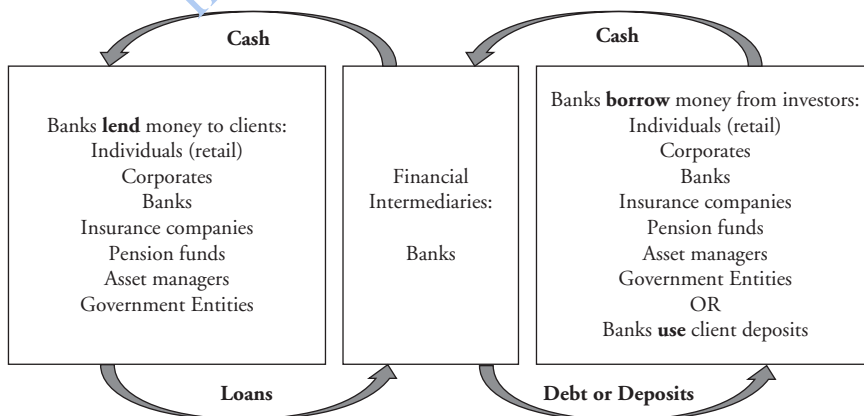 Cash
Cash
Banks lend money to clients:
Individuals (retail)
Corporates
Banks
Insurance companies
Pension funds
Asset managers
Government Entities
Financial
Intermediaries:
Banks
Banks borrow money from investors:
Individuals (retail)
Corporates
Banks
Insurance companies
Pension funds
Asset managers
Government Entities
OR
Banks use client deposits
Loans
Debt or Deposits